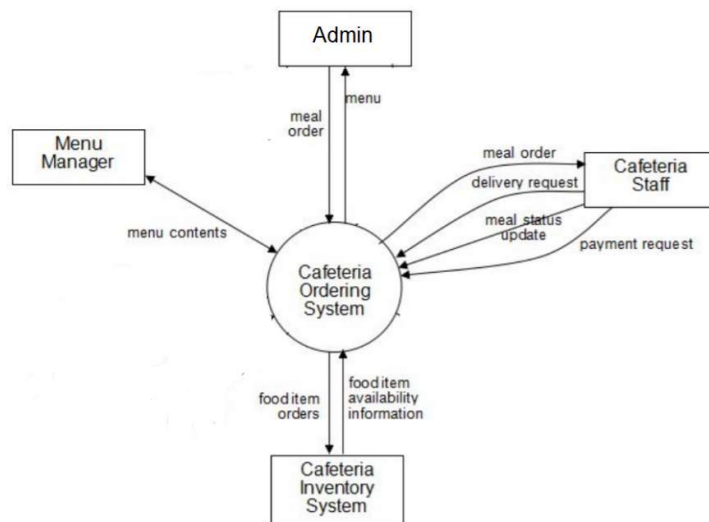 Admin
meal
order
menu
Menu
Manager
meal order
Cafeteria
Staff
delivery request
meal status
update
payment request
menu contents
Cafeteria
Ordering
System
food item
orders
food item
availability
information
Cafeteria
Inventory
System